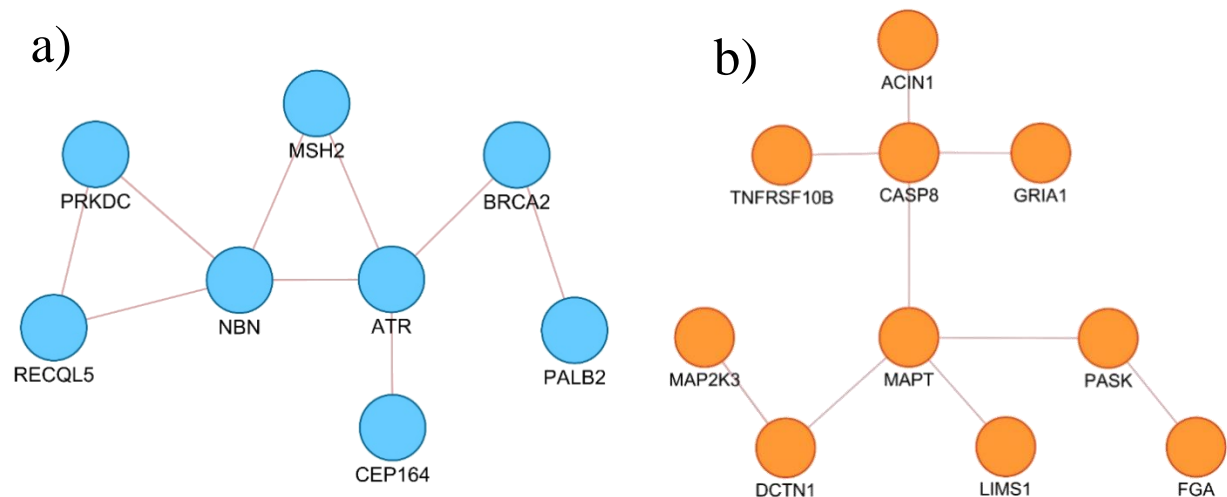 a)
MSH2
PRKDC
BRCA2
NBN
ATR
RECQL5
PALB2
CEP164
b)
ACIN1
TNFRSF10B
CASP8
GRIA1
MAP2K3
MAPT
PASK
DCTN1
LIMS1
FGA